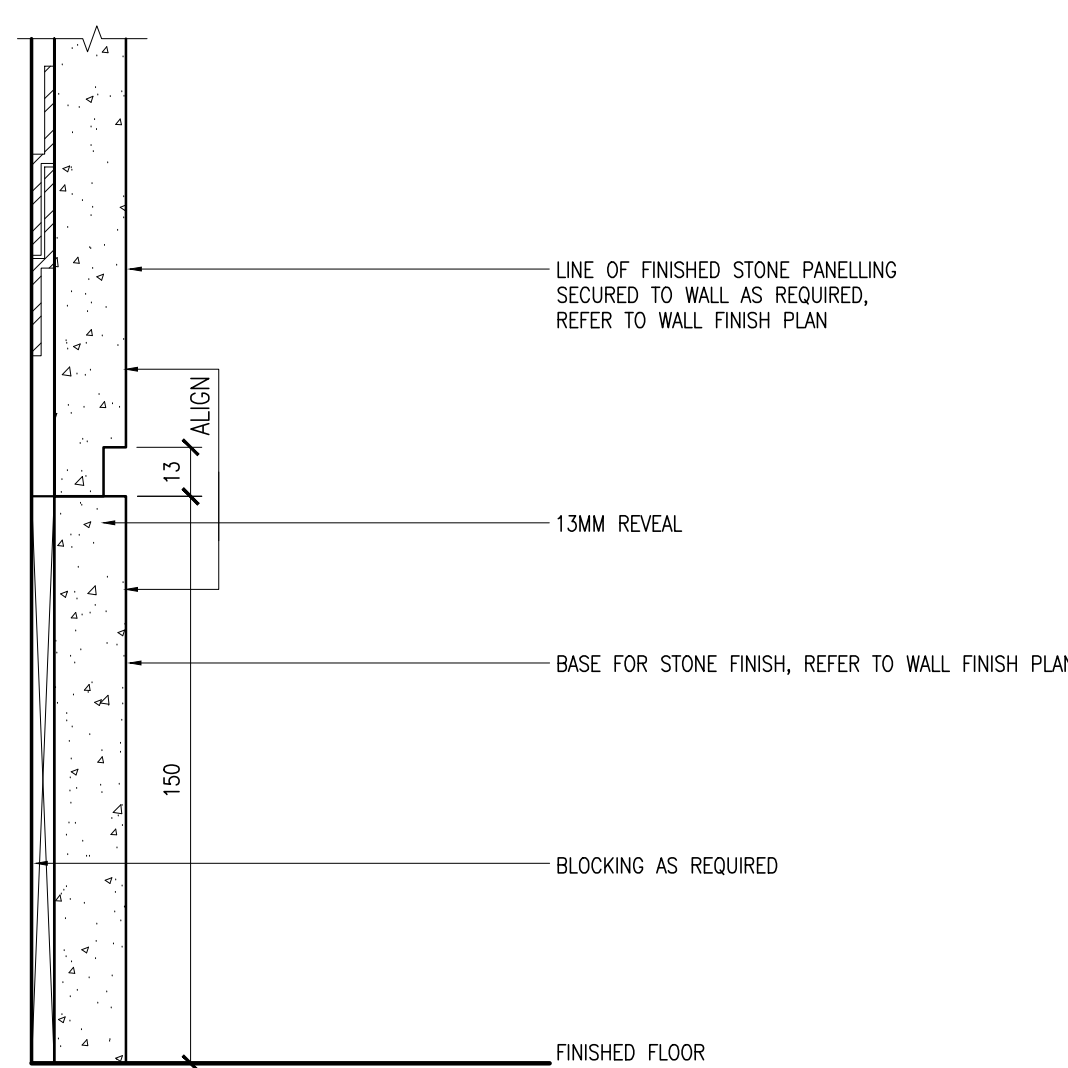 LINE OF FINISHED STONE PANELLING
SECURED TO WALL AS REQUIRED,
REFER TO WALL FINISH PLAN
ALIGN
13
13MM REVEAL
BASE FOR STONE FINISH, REFER TO WALL FINISH PLAN
150
BLOCKING AS REQUIRED
FINISHED FLOOR